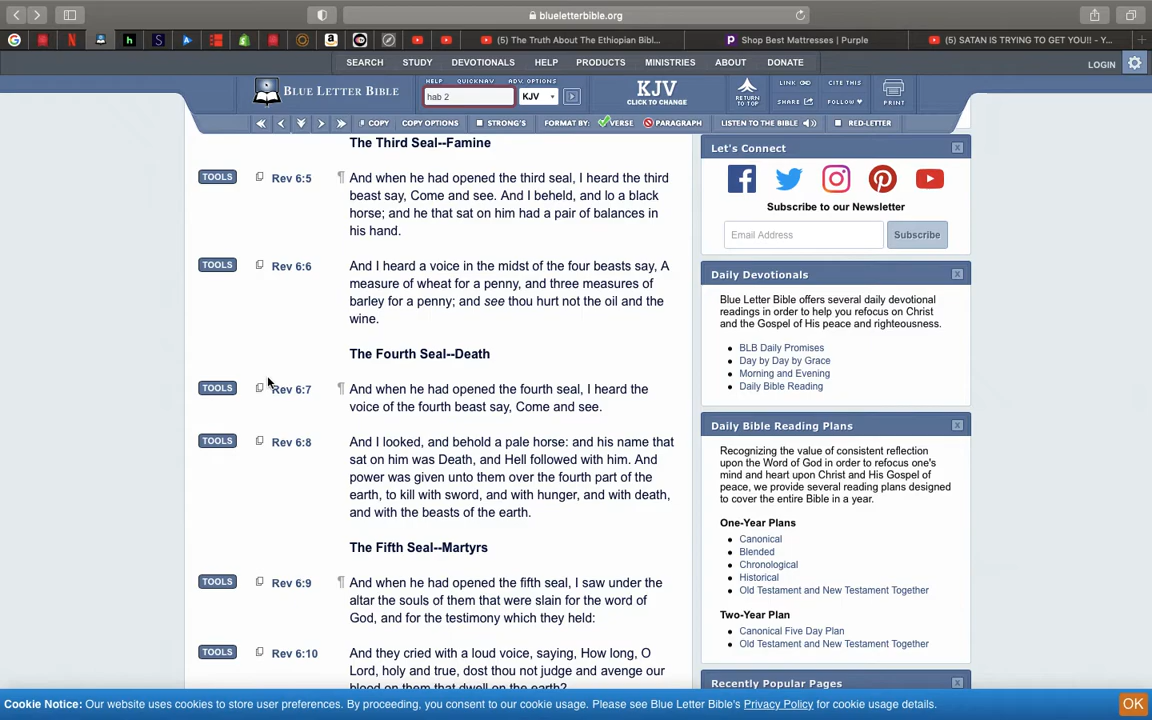 blueletterbible.org
(5) The Truth About The Ethiopian Bibl...
Shop Best Mattresses | Purple
(5) SATAN IS TRYING TO GET YOU!! - Y...
SEARCH STUDY DEVOTIONALS HELP PRODUCTS MINISTRIES ABOUT DONATE
LOGIN
HELP QUICKNAV ADV. OPTIONS
BLUE LETTER BIBLE
hab 2
KJV
KJV
CLICK TO CHANGE
RETURN TO TOP
LINK
CITE THIS
SHARE
FOLLOW
PRINT
COPY COPY OPTIONS STRONG'S FORMAT BY: VERSE PARAGRAPH LISTEN TO THE BIBLE RED-LETTER
The Third Seal--Famine
TOOLS Rev 6:5 ¶ And when he had opened the third seal, I heard the third
beast say, Come and see. And I beheld, and lo a black
horse; and he that sat on him had a pair of balances in
his hand.
TOOLS Rev 6:6 And I heard a voice in the midst of the four beasts say, A
measure of wheat for a penny, and three measures of
barley for a penny; and see thou hurt not the oil and the
wine.
The Fourth Seal--Death
TOOLS Rev 6:7 ¶ And when he had opened the fourth seal, I heard the
voice of the fourth beast say, Come and see.
TOOLS Rev 6:8 And I looked, and behold a pale horse: and his name that
sat on him was Death, and Hell followed with him. And
power was given unto them over the fourth part of the
earth, to kill with sword, and with hunger, and with death,
and with the beasts of the earth.
The Fifth Seal--Martyrs
TOOLS Rev 6:9 ¶ And when he had opened the fifth seal, I saw under the
altar the souls of them that were slain for the word of
God, and for the testimony which they held:
TOOLS Rev 6:10 And they cried with a loud voice, saying, How long, O
Lord, holy and true, dost thou not judge and avenge our
blood on them that dwell on the earth?
Let's Connect
Subscribe to our Newsletter
Email Address Subscribe
Daily Devotionals
Blue Letter Bible offers several daily devotional
readings in order to help you refocus on Christ
and the Gospel of His peace and righteousness.
BLB Daily Promises
Day by Day by Grace
Morning and Evening
Daily Bible Reading
Daily Bible Reading Plans
Recognizing the value of consistent reflection
upon the Word of God in order to refocus one's
mind and heart upon Christ and His Gospel of
peace, we provide several reading plans designed
to cover the entire Bible in a year.
One-Year Plans
Canonical
Blended
Chronological
Historical
Old Testament and New Testament Together
Two-Year Plan
Canonical Five Day Plan
Old Testament and New Testament Together
Recently Popular Pages
Cookie Notice: Our website uses cookies to store user preferences. By proceeding, you consent to our cookie usage. Please see Blue Letter Bible's Privacy Policy for cookie usage details.
OK